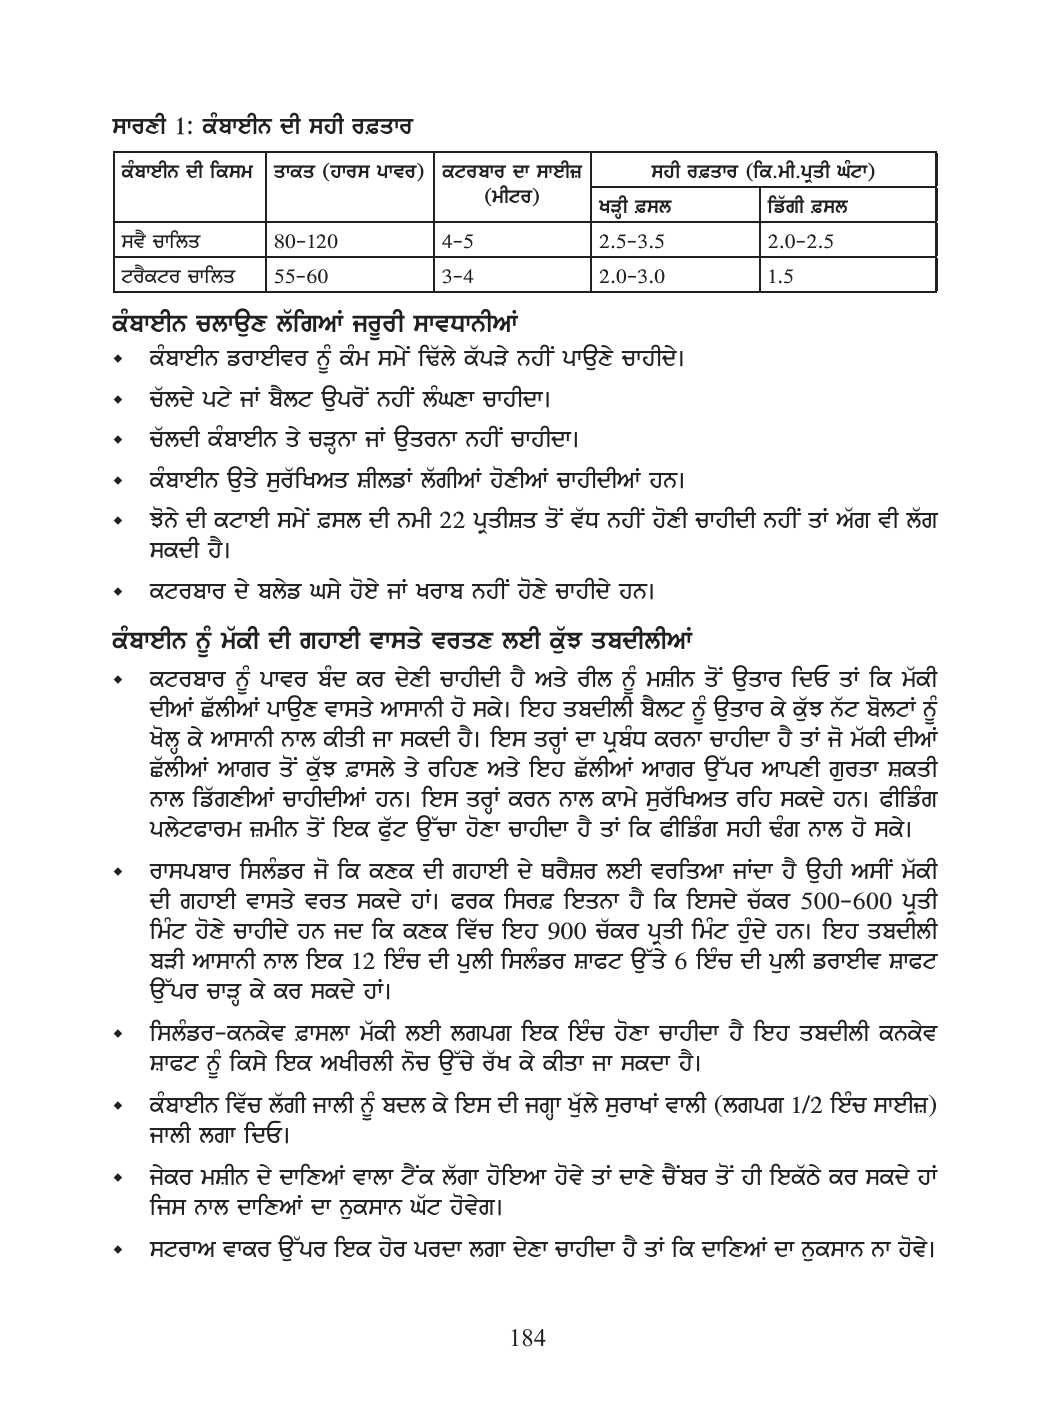 ਸਾਰਣੀ 1: ਕੰਬਾਈਨ ਦੀ ਸਹੀ ਰਫ਼ਤਾਰ
ਕੰਬਾਈਨ ਦੀ ਕਿਸਮ ਤਾਕਤ (ਹਾਰਸ ਪਾਵਰ) ਕਟਰਬਾਰ ਦਾ ਸਾਈਜ਼ (ਮੀਟਰ) ਸਹੀ ਰਫ਼ਤਾਰ (ਕਿ.ਮੀ.ਪ੍ਰਤੀ ਘੰਟਾ)
ਖੜ੍ਹੀ ਫ਼ਸਲ ਡਿੱਗੀ ਫ਼ਸਲ
ਸਵੈ ਚਾਲਿਤ 80-120 4-5 2.5-3.5 2.0-2.5
ਟਰੈਕਟਰ ਚਾਲਿਤ 55-60 3-4 2.0-3.0 1.5
ਕੰਬਾਈਨ ਚਲਾਉਣ ਲੱਗਿਆਂ ਜਰੂਰੀ ਸਾਵਧਾਨੀਆਂ
⬥ ਕੰਬਾਈਨ ਡਰਾਈਵਰ ਨੂੰ ਕੰਮ ਸਮੇਂ ਢਿੱਲੇ ਕੱਪੜੇ ਨਹੀਂ ਪਾਉਣੇ ਚਾਹੀਦੇ।
⬥ ਚੱਲਦੇ ਪਟੇ ਜਾਂ ਬੈਲਟ ਉਪਰੋਂ ਨਹੀਂ ਲੰਘਣਾ ਚਾਹੀਦਾ।
⬥ ਚੱਲਦੀ ਕੰਬਾਈਨ ਤੇ ਚੜ੍ਹਨਾ ਜਾਂ ਉਤਰਨਾ ਨਹੀਂ ਚਾਹੀਦਾ।
⬥ ਕੰਬਾਈਨ ਉਤੇ ਸੁਰੱਖਿਅਤ ਸ਼ੀਲਡਾਂ ਲੱਗੀਆਂ ਹੋਣੀਆਂ ਚਾਹੀਦੀਆਂ ਹਨ।
⬥ ਝੋਨੇ ਦੀ ਕਟਾਈ ਸਮੇਂ ਫ਼ਸਲ ਦੀ ਨਮੀ 22 ਪ੍ਰਤੀਸ਼ਤ ਤੋਂ ਵੱਧ ਨਹੀਂ ਹੋਣੀ ਚਾਹੀਦੀ ਨਹੀਂ ਤਾਂ ਅੱਗ ਵੀ ਲੱਗ
ਸਕਦੀ ਹੈ।
⬥ ਕਟਰਬਾਰ ਦੇ ਬਲੇਡ ਘਸੇ ਹੋਏ ਜਾਂ ਖਰਾਬ ਨਹੀਂ ਹੋਣੇ ਚਾਹੀਦੇ ਹਨ।
ਕੰਬਾਈਨ ਨੂੰ ਮੱਕੀ ਦੀ ਗਹਾਈ ਵਾਸਤੇ ਵਰਤਣ ਲਈ ਕੁੱਝ ਤਬਦੀਲੀਆਂ
⬥ ਕਟਰਬਾਰ ਨੂੰ ਪਾਵਰ ਬੰਦ ਕਰ ਦੇਣੀ ਚਾਹੀਦੀ ਹੈ ਅਤੇ ਰੀਲ ਨੂੰ ਮਸ਼ੀਨ ਤੋਂ ਉਤਾਰ ਦਿਓ ਤਾਂ ਕਿ ਮੱਕੀ
ਦੀਆਂ ਛੱਲੀਆਂ ਪਾਉਣ ਵਾਸਤੇ ਆਸਾਨੀ ਹੋ ਸਕੇ। ਇਹ ਤਬਦੀਲੀ ਬੈਲਟ ਨੂੰ ਉਤਾਰ ਕੇ ਕੁੱਝ ਨੱਟ ਬੋਲਟਾਂ ਨੂੰ
ਖੋਲ੍ਹ ਕੇ ਆਸਾਨੀ ਨਾਲ ਕੀਤੀ ਜਾ ਸਕਦੀ ਹੈ। ਇਸ ਤਰ੍ਹਾਂ ਦਾ ਪ੍ਰਬੰਧ ਕਰਨਾ ਚਾਹੀਦਾ ਹੈ ਤਾਂ ਜੋ ਮੱਕੀ ਦੀਆਂ
ਛੱਲੀਆਂ ਆਗਰ ਤੋਂ ਕੁੱਝ ਫ਼ਾਸਲੇ ਤੇ ਰਹਿਣ ਅਤੇ ਇਹ ਛੱਲੀਆਂ ਆਗਰ ਉੱਪਰ ਆਪਣੀ ਗੁਰਤਾ ਸ਼ਕਤੀ
ਨਾਲ ਡਿੱਗਣੀਆਂ ਚਾਹੀਦੀਆਂ ਹਨ। ਇਸ ਤਰ੍ਹਾਂ ਕਰਨ ਨਾਲ ਕਾਮੇ ਸੁਰੱਖਿਅਤ ਰਹਿ ਸਕਦੇ ਹਨ। ਫੀਡਿੰਗ
ਪਲੇਟਫਾਰਮ ਜ਼ਮੀਨ ਤੋਂ ਇਕ ਫੁੱਟ ਉੱਚਾ ਹੋਣਾ ਚਾਹੀਦਾ ਹੈ ਤਾਂ ਕਿ ਫੀਡਿੰਗ ਸਹੀ ਢੰਗ ਨਾਲ ਹੋ ਸਕੇ।
⬥ ਰਾਸਪਬਾਰ ਸਿਲੰਡਰ ਜੋ ਕਿ ਕਣਕ ਦੀ ਗਹਾਈ ਦੇ ਥਰੈਸ਼ਰ ਲਈ ਵਰਤਿਆ ਜਾਂਦਾ ਹੈ ਉਹੀ ਅਸੀਂ ਮੱਕੀ
ਦੀ ਗਹਾਈ ਵਾਸਤੇ ਵਰਤ ਸਕਦੇ ਹਾਂ। ਫਰਕ ਸਿਰਫ਼ ਇਤਨਾ ਹੈ ਕਿ ਇਸਦੇ ਚੱਕਰ 500-600 ਪ੍ਰਤੀ
ਮਿੰਟ ਹੋਣੇ ਚਾਹੀਦੇ ਹਨ ਜਦ ਕਿ ਕਣਕ ਵਿੱਚ ਇਹ 900 ਚੱਕਰ ਪ੍ਰਤੀ ਮਿੰਟ ਹੁੰਦੇ ਹਨ। ਇਹ ਤਬਦੀਲੀ
ਬੜੀ ਆਸਾਨੀ ਨਾਲ ਇਕ 12 ਇੰਚ ਦੀ ਪੁਲੀ ਸਿਲੰਡਰ ਸ਼ਾਫਟ ਉੱਤੇ 6 ਇੰਚ ਦੀ ਪੁਲੀ ਡਰਾਈਵ ਸ਼ਾਫਟ
ਉੱਪਰ ਚਾੜ੍ਹ ਕੇ ਕਰ ਸਕਦੇ ਹਾਂ।
⬥ ਸਿਲੰਡਰ-ਕਨਕੇਵ ਫ਼ਾਸਲਾ ਮੱਕੀ ਲਈ ਲਗਪਗ ਇਕ ਇੰਚ ਹੋਣਾ ਚਾਹੀਦਾ ਹੈ ਇਹ ਤਬਦੀਲੀ ਕਨਕੇਵ
ਸ਼ਾਫਟ ਨੂੰ ਕਿਸੇ ਇਕ ਅਖੀਰਲੀ ਨੋਚ ਉੱਚੇ ਰੱਖ ਕੇ ਕੀਤਾ ਜਾ ਸਕਦਾ ਹੈ।
⬥ ਕੰਬਾਈਨ ਵਿੱਚ ਲੱਗੀ ਜਾਲੀ ਨੂੰ ਬਦਲ ਕੇ ਇਸ ਦੀ ਜਗ੍ਹਾ ਖੁੱਲੇ ਸੁਰਾਖਾਂ ਵਾਲੀ (ਲਗਪਗ 1/2 ਇੰਚ ਸਾਈਜ਼)
ਜਾਲੀ ਲਗਾ ਦਿਓ।
⬥ ਜੇਕਰ ਮਸ਼ੀਨ ਦੇ ਦਾਣਿਆਂ ਵਾਲਾ ਟੈਂਕ ਲੱਗਾ ਹੋਇਆ ਹੋਵੇ ਤਾਂ ਦਾਣੇ ਚੈਂਬਰ ਤੋਂ ਹੀ ਇਕੱਠੇ ਕਰ ਸਕਦੇ ਹਾਂ
ਜਿਸ ਨਾਲ ਦਾਣਿਆਂ ਦਾ ਨੁਕਸਾਨ ਘੱਟ ਹੋਵੇਗ।
⬥ ਸਟਰਾਅ ਵਾਕਰ ਉੱਪਰ ਇਕ ਹੋਰ ਪਰਦਾ ਲਗਾ ਦੇਣਾ ਚਾਹੀਦਾ ਹੈ ਤਾਂ ਕਿ ਦਾਣਿਆਂ ਦਾ ਨੁਕਸਾਨ ਨਾ ਹੋਵੇ।
184